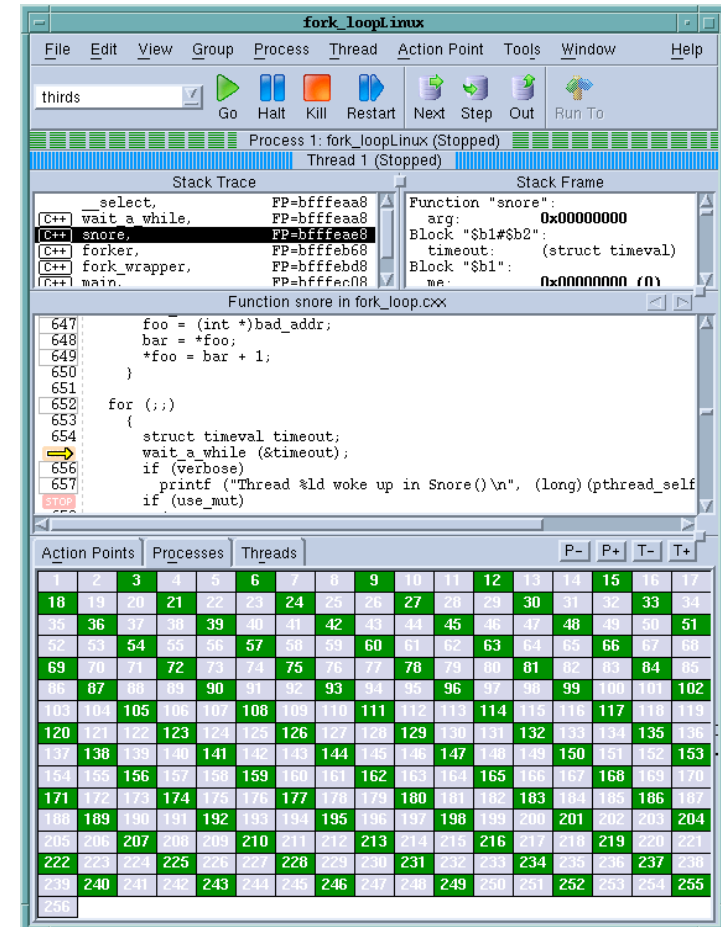 fork_loopLinux
File Edit View Group Process Thread Action Point Tools Window Help
thirds
Go Halt Kill Restart Next Step Out Run To
Process 1: fork_loopLinux (Stopped)
Thread 1 (Stopped)
Stack Trace
__select, FP=bfffeaa8
C++ wait_a_while, FP=bfffeaa8
C++ snore, FP=bfffeae8
C++ forker, FP=bfffeb68
C++ fork_wrapper, FP=bfffebd8
C++ main, FP=bfffec08
Stack Frame
Function "snore":
arg: 0x00000000
Block "$b1#$b2":
timeout: (struct timeval)
Block "$b1":
me: 0x00000000 (0)
Function snore in fork_loop.cxx
647 foo = (int *)bad_addr;
648 bar = *foo;
649 *foo = bar + 1;
650 }
651
652 for (;;)
653 {
654 struct timeval timeout;
wait_a_while (&timeout);
656 if (verbose)
657 printf ("Thread %ld woke up in Snore()\n", (long)(pthread_self
STOP if (use_mut)
Action Points Processes Threads P- P+ T- T+
1 2 3 4 5 6 7 8 9 10 11 12 13 14 15 16 17
18 19 20 21 22 23 24 25 26 27 28 29 30 31 32 33 34
35 36 37 38 39 40 41 42 43 44 45 46 47 48 49 50 51
52 53 54 55 56 57 58 59 60 61 62 63 64 65 66 67 68
69 70 71 72 73 74 75 76 77 78 79 80 81 82 83 84 85
86 87 88 89 90 91 92 93 94 95 96 97 98 99 100 101 102
103 104 105 106 107 108 109 110 111 112 113 114 115 116 117 118 119
120 121 122 123 124 125 126 127 128 129 130 131 132 133 134 135 136
137 138 139 140 141 142 143 144 145 146 147 148 149 150 151 152 153
154 155 156 157 158 159 160 161 162 163 164 165 166 167 168 169 170
171 172 173 174 175 176 177 178 179 180 181 182 183 184 185 186 187
188 189 190 191 192 193 194 195 196 197 198 199 200 201 202 203 204
205 206 207 208 209 210 211 212 213 214 215 216 217 218 219 220 221
222 223 224 225 226 227 228 229 230 231 232 233 234 235 236 237 238
239 240 241 242 243 244 245 246 247 248 249 250 251 252 253 254 255
256